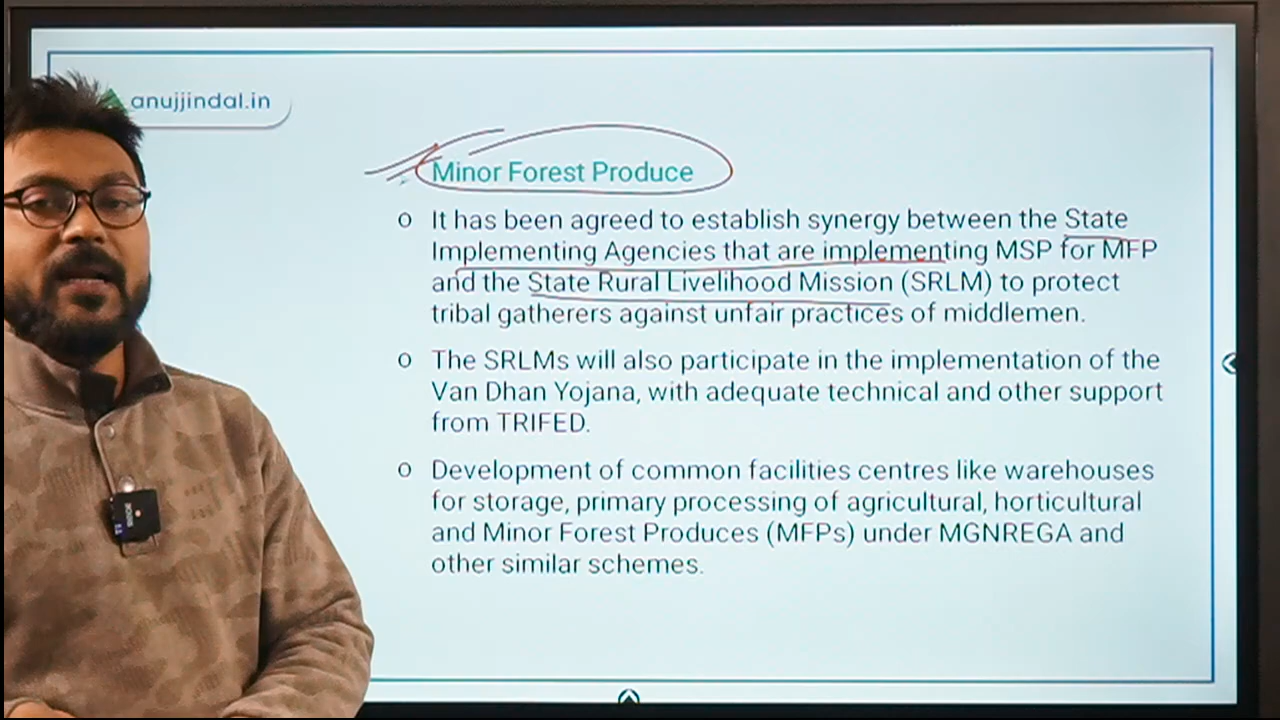 anujjindal.in
Minor Forest Produce
o It has been agreed to establish synergy between the State
Implementing Agencies that are implementing MSP for MFP
and the State Rural Livelihood Mission (SRLM) to protect
tribal gatherers against unfair practices of middlemen.
o The SRLMs will also participate in the implementation of the
Van Dhan Yojana, with adequate technical and other support
from TRIFED.
o Development of common facilities centres like warehouses
for storage, primary processing of agricultural, horticultural
and Minor Forest Produces (MFPs) under MGNREGA and
other similar schemes.